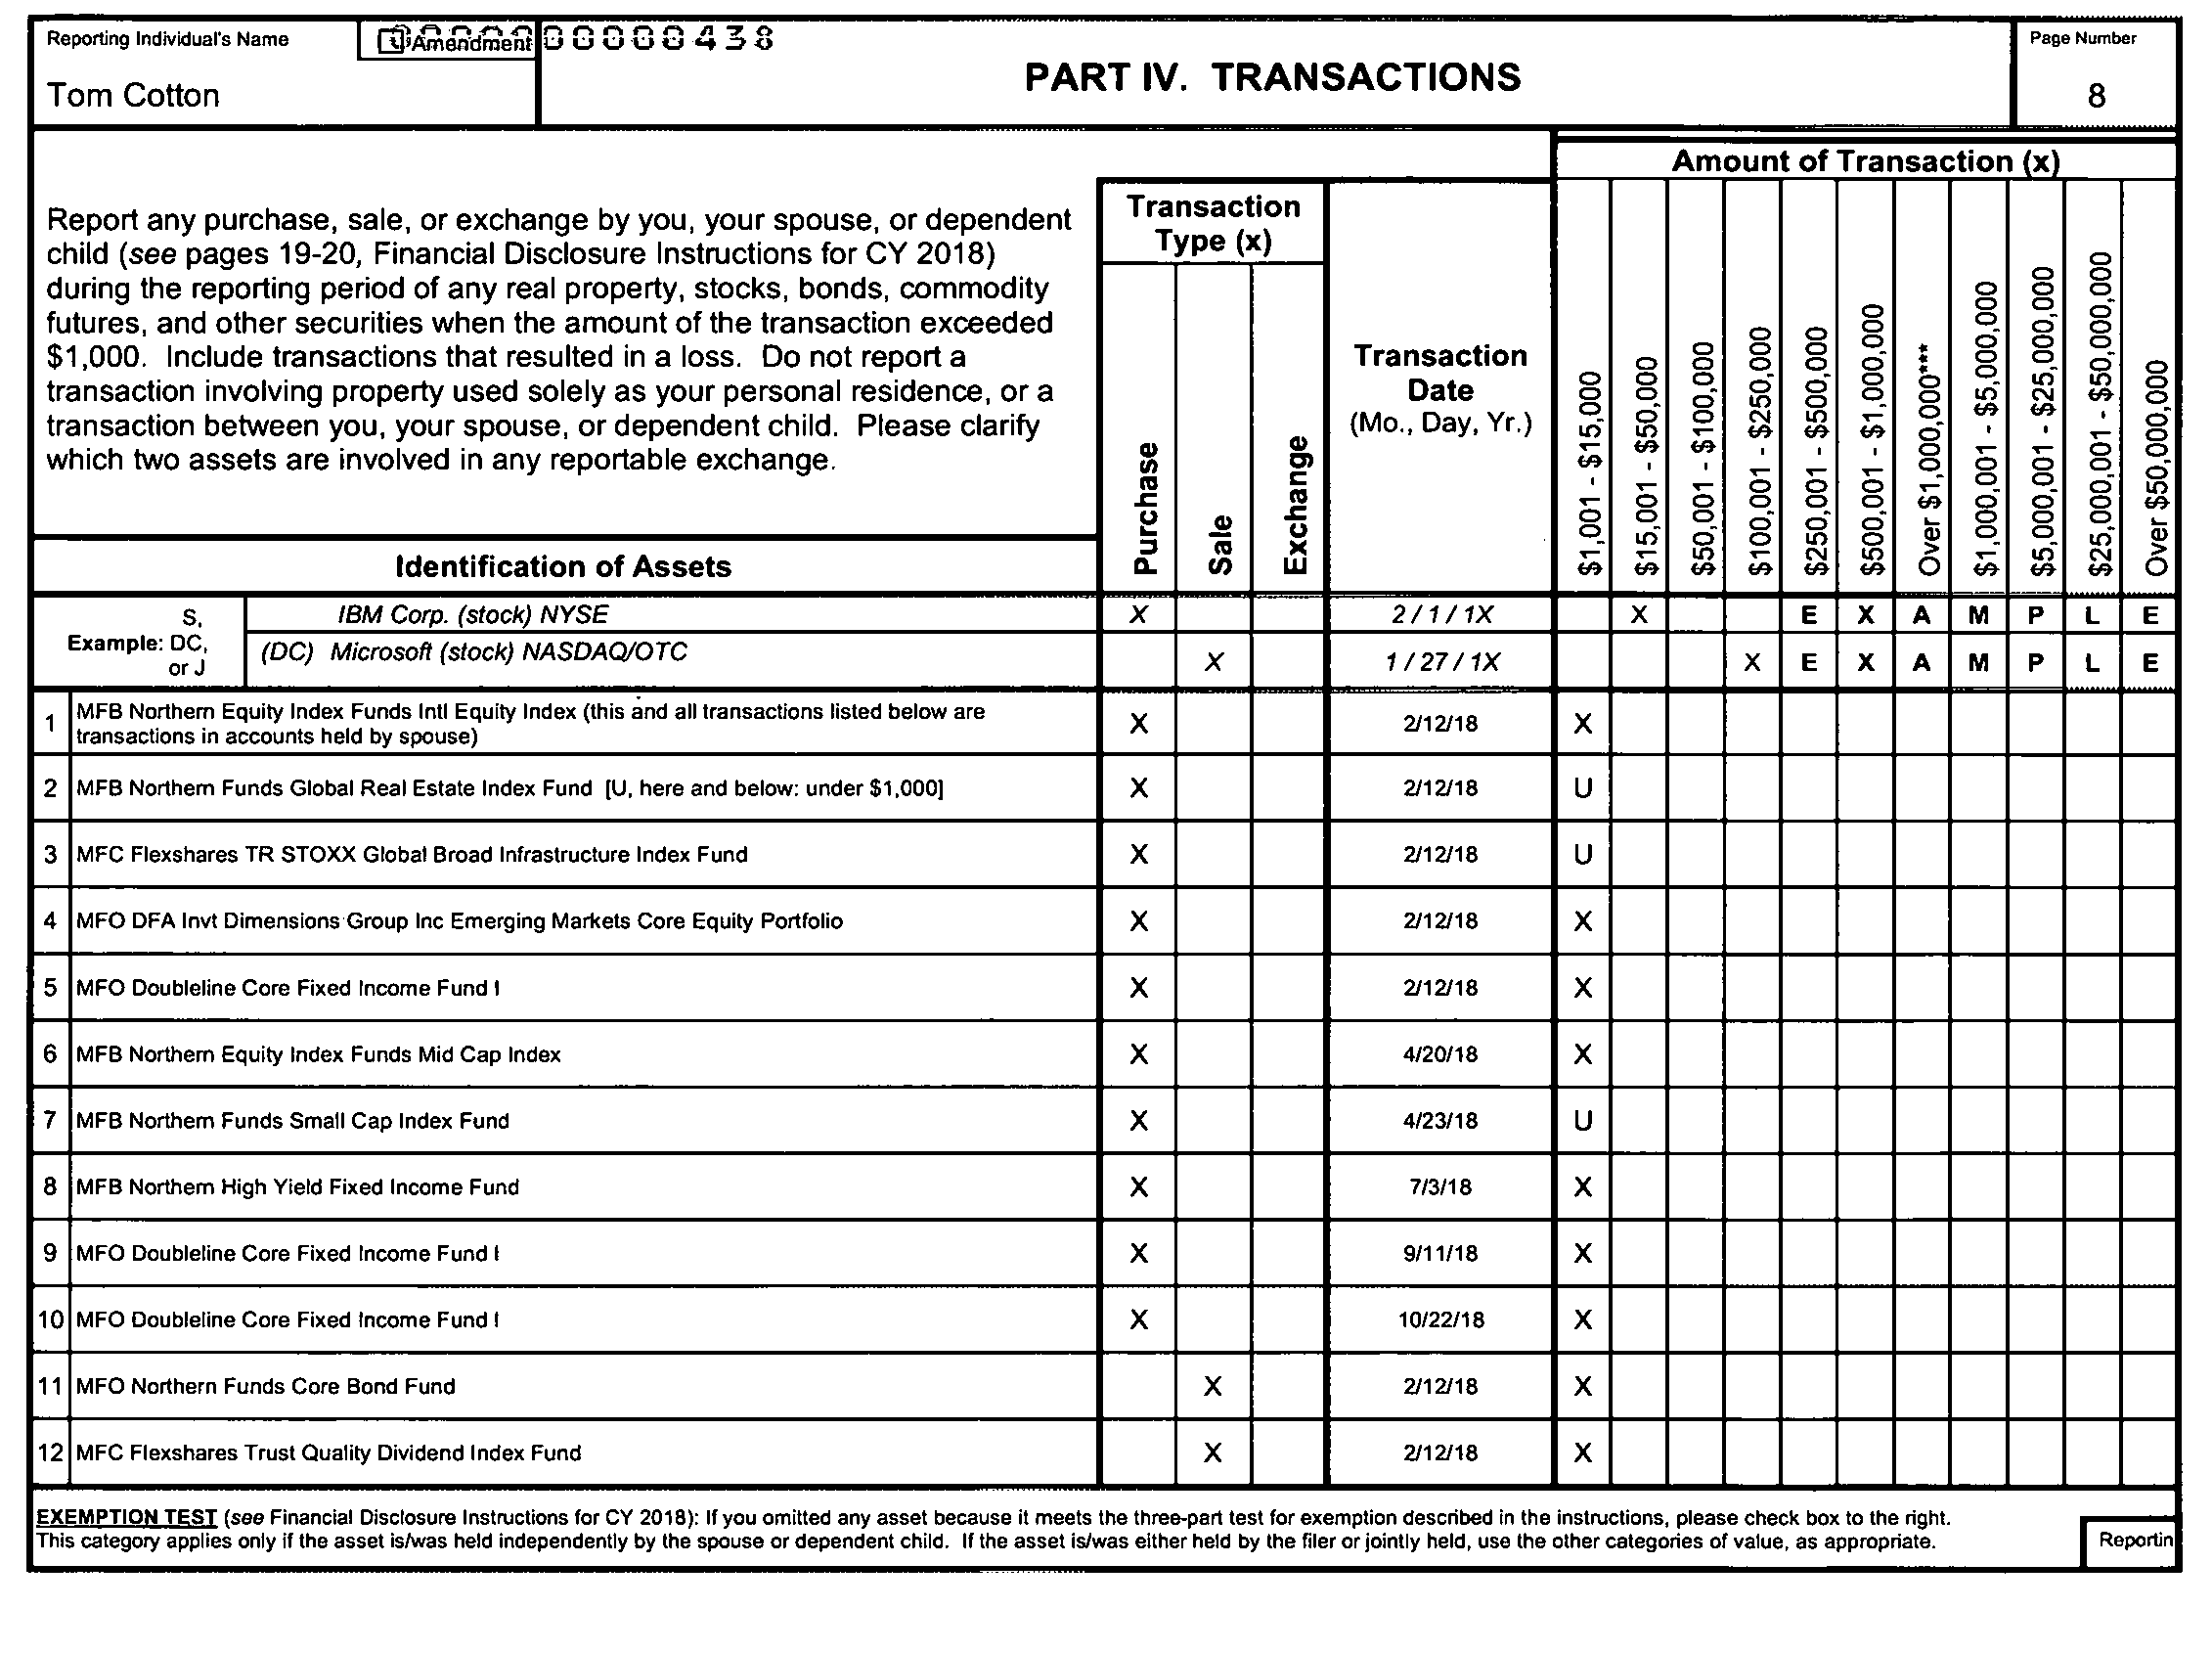 Reporting Individual's Name
Amendment
00000438
Page Number
Tom Cotton
PART IV. TRANSACTIONS
8
Amount of Transaction (x)
Report any purchase, sale, or exchange by you, your spouse, or dependent
child (see pages 19-20, Financial Disclosure Instructions for CY 2018)
during the reporting period of any real property, stocks, bonds, commodity
futures, and other securities when the amount of the transaction exceeded
$1,000. Include transactions that resulted in a loss. Do not report a
transaction involving property used solely as your personal residence, or a
transaction between you, your spouse, or dependent child. Please clarify
which two assets are involved in any reportable exchange.
Transaction
Type (x)
Purchase
Sale
Exchange
Transaction
Date
(Mo., Day, Yr.)
$1,001 - $15,000
$15,001 - $50,000
$50,001 - $100,000
$100,001 - $250,000
$250,001 - $500,000
$500,001 - $1,000,000
Over $1,000,000***
$1,000,001 - $5,000,000
$5,000,001 - $25,000,000
$25,000,001 - $50,000,000
Over $50,000,000
Identification of Assets
Example:
S,
DC,
or J
IBM Corp. (stock) NYSE X 2 / 1 / 1X X E X A M P L E
(DC) Microsoft (stock) NASDAQ/OTC X 1 / 27 / 1X X E X A M P L E
1 MFB Northern Equity Index Funds Intl Equity Index (this and all transactions listed below are
transactions in accounts held by spouse) X 2/12/18 X
2 MFB Northern Funds Global Real Estate Index Fund [U, here and below: under $1,000] X 2/12/18 U
3 MFC Flexshares TR STOXX Global Broad Infrastructure Index Fund X 2/12/18 U
4 MFO DFA Invt Dimensions Group Inc Emerging Markets Core Equity Portfolio X 2/12/18 X
5 MFO Doubleline Core Fixed Income Fund I X 2/12/18 X
6 MFB Northern Equity Index Funds Mid Cap Index X 4/20/18 X
7 MFB Northern Funds Small Cap Index Fund X 4/23/18 U
8 MFB Northern High Yield Fixed Income Fund X 7/3/18 X
9 MFO Doubleline Core Fixed Income Fund I X 9/11/18 X
10 MFO Doubleline Core Fixed Income Fund I X 10/22/18 X
11 MFO Northern Funds Core Bond Fund X 2/12/18 X
12 MFC Flexshares Trust Quality Dividend Index Fund X 2/12/18 X
EXEMPTION TEST (see Financial Disclosure Instructions for CY 2018): If you omitted any asset because it meets the three-part test for exemption described in the instructions, please check box to the right.
This category applies only if the asset is/was held independently by the spouse or dependent child. If the asset is/was either held by the filer or jointly held, use the other categories of value, as appropriate.
Reportin